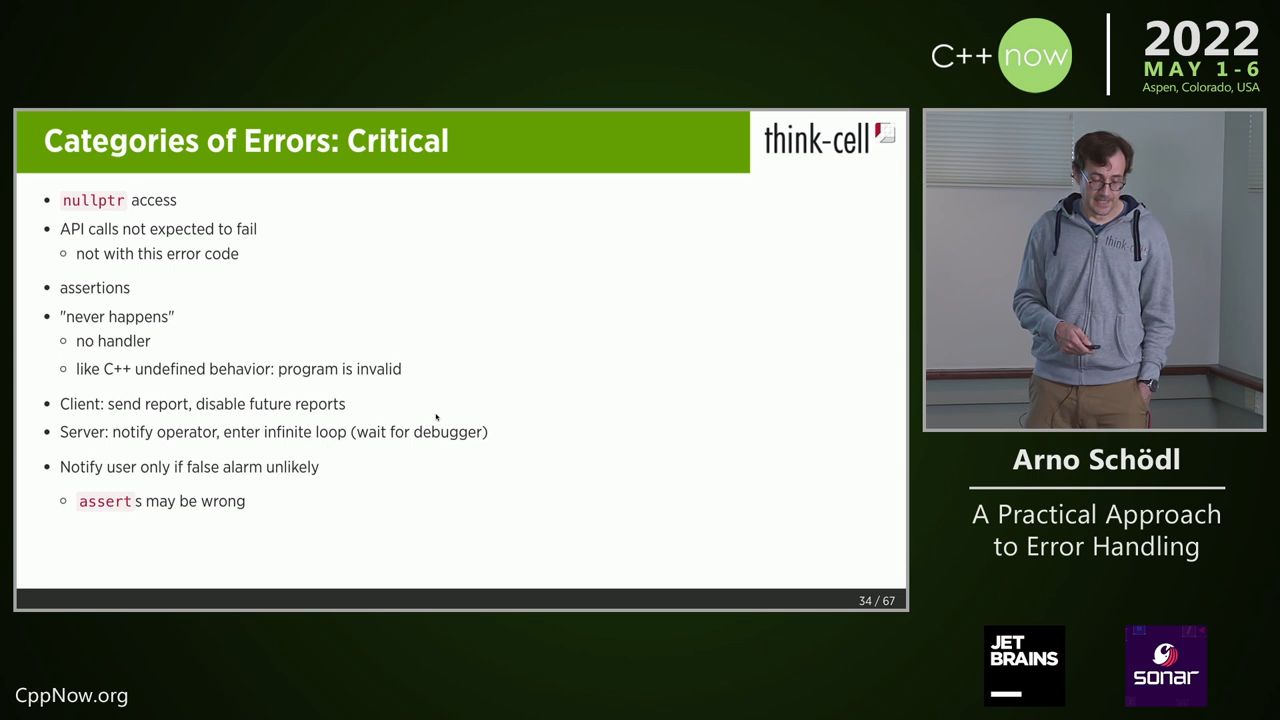 C++ now
2022
MAY 1-6
Aspen, Colorado, USA
Categories of Errors: Critical
think-cell
nullptr access
API calls not expected to fail
not with this error code
assertions
"never happens"
no handler
like C++ undefined behavior: program is invalid
Client: send report, disable future reports
Server: notify operator, enter infinite loop (wait for debugger)
Notify user only if false alarm unlikely
asserts may be wrong
34 / 67
think-cell
Arno Schödl
A Practical Approach
to Error Handling
JET
BRAINS
sonar
CppNow.org